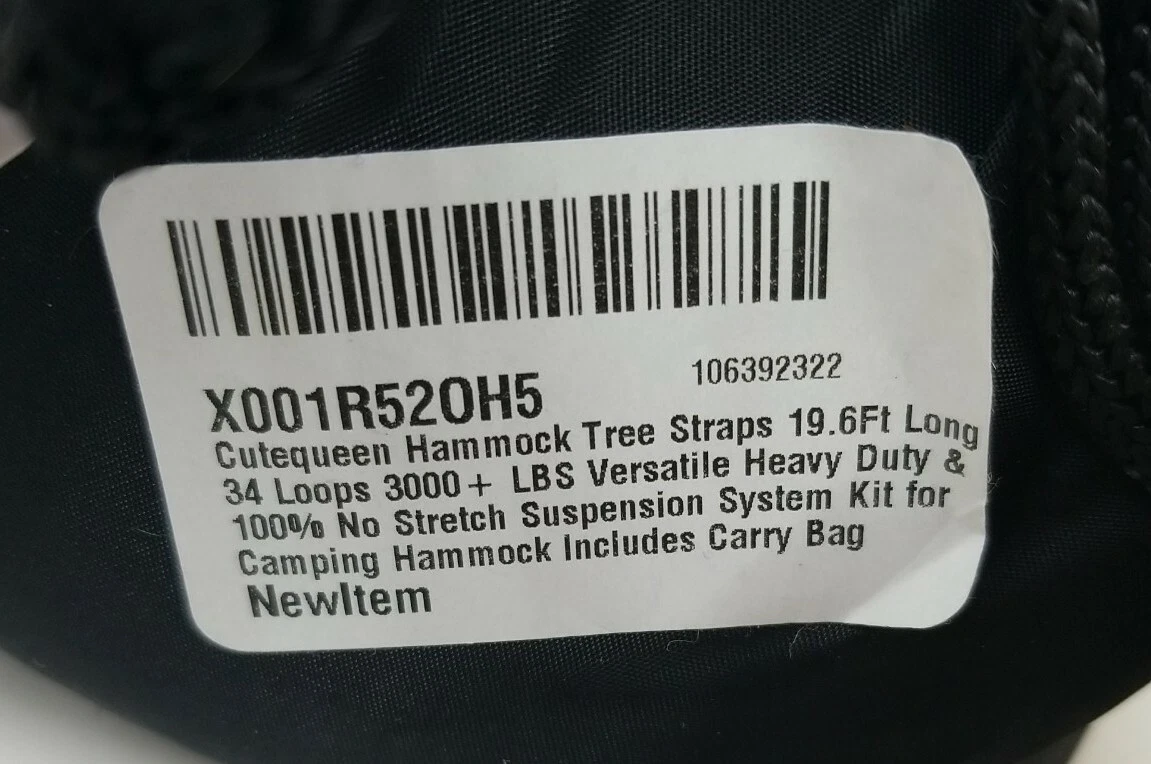 106392322
X001R52OH5
Cutequeen Hammock Tree Straps 19.6Ft Long
34 Loops 3000+ LBS Versatile Heavy Duty &
100% No Stretch Suspension System Kit for
Camping Hammock Includes Carry Bag
NewItem